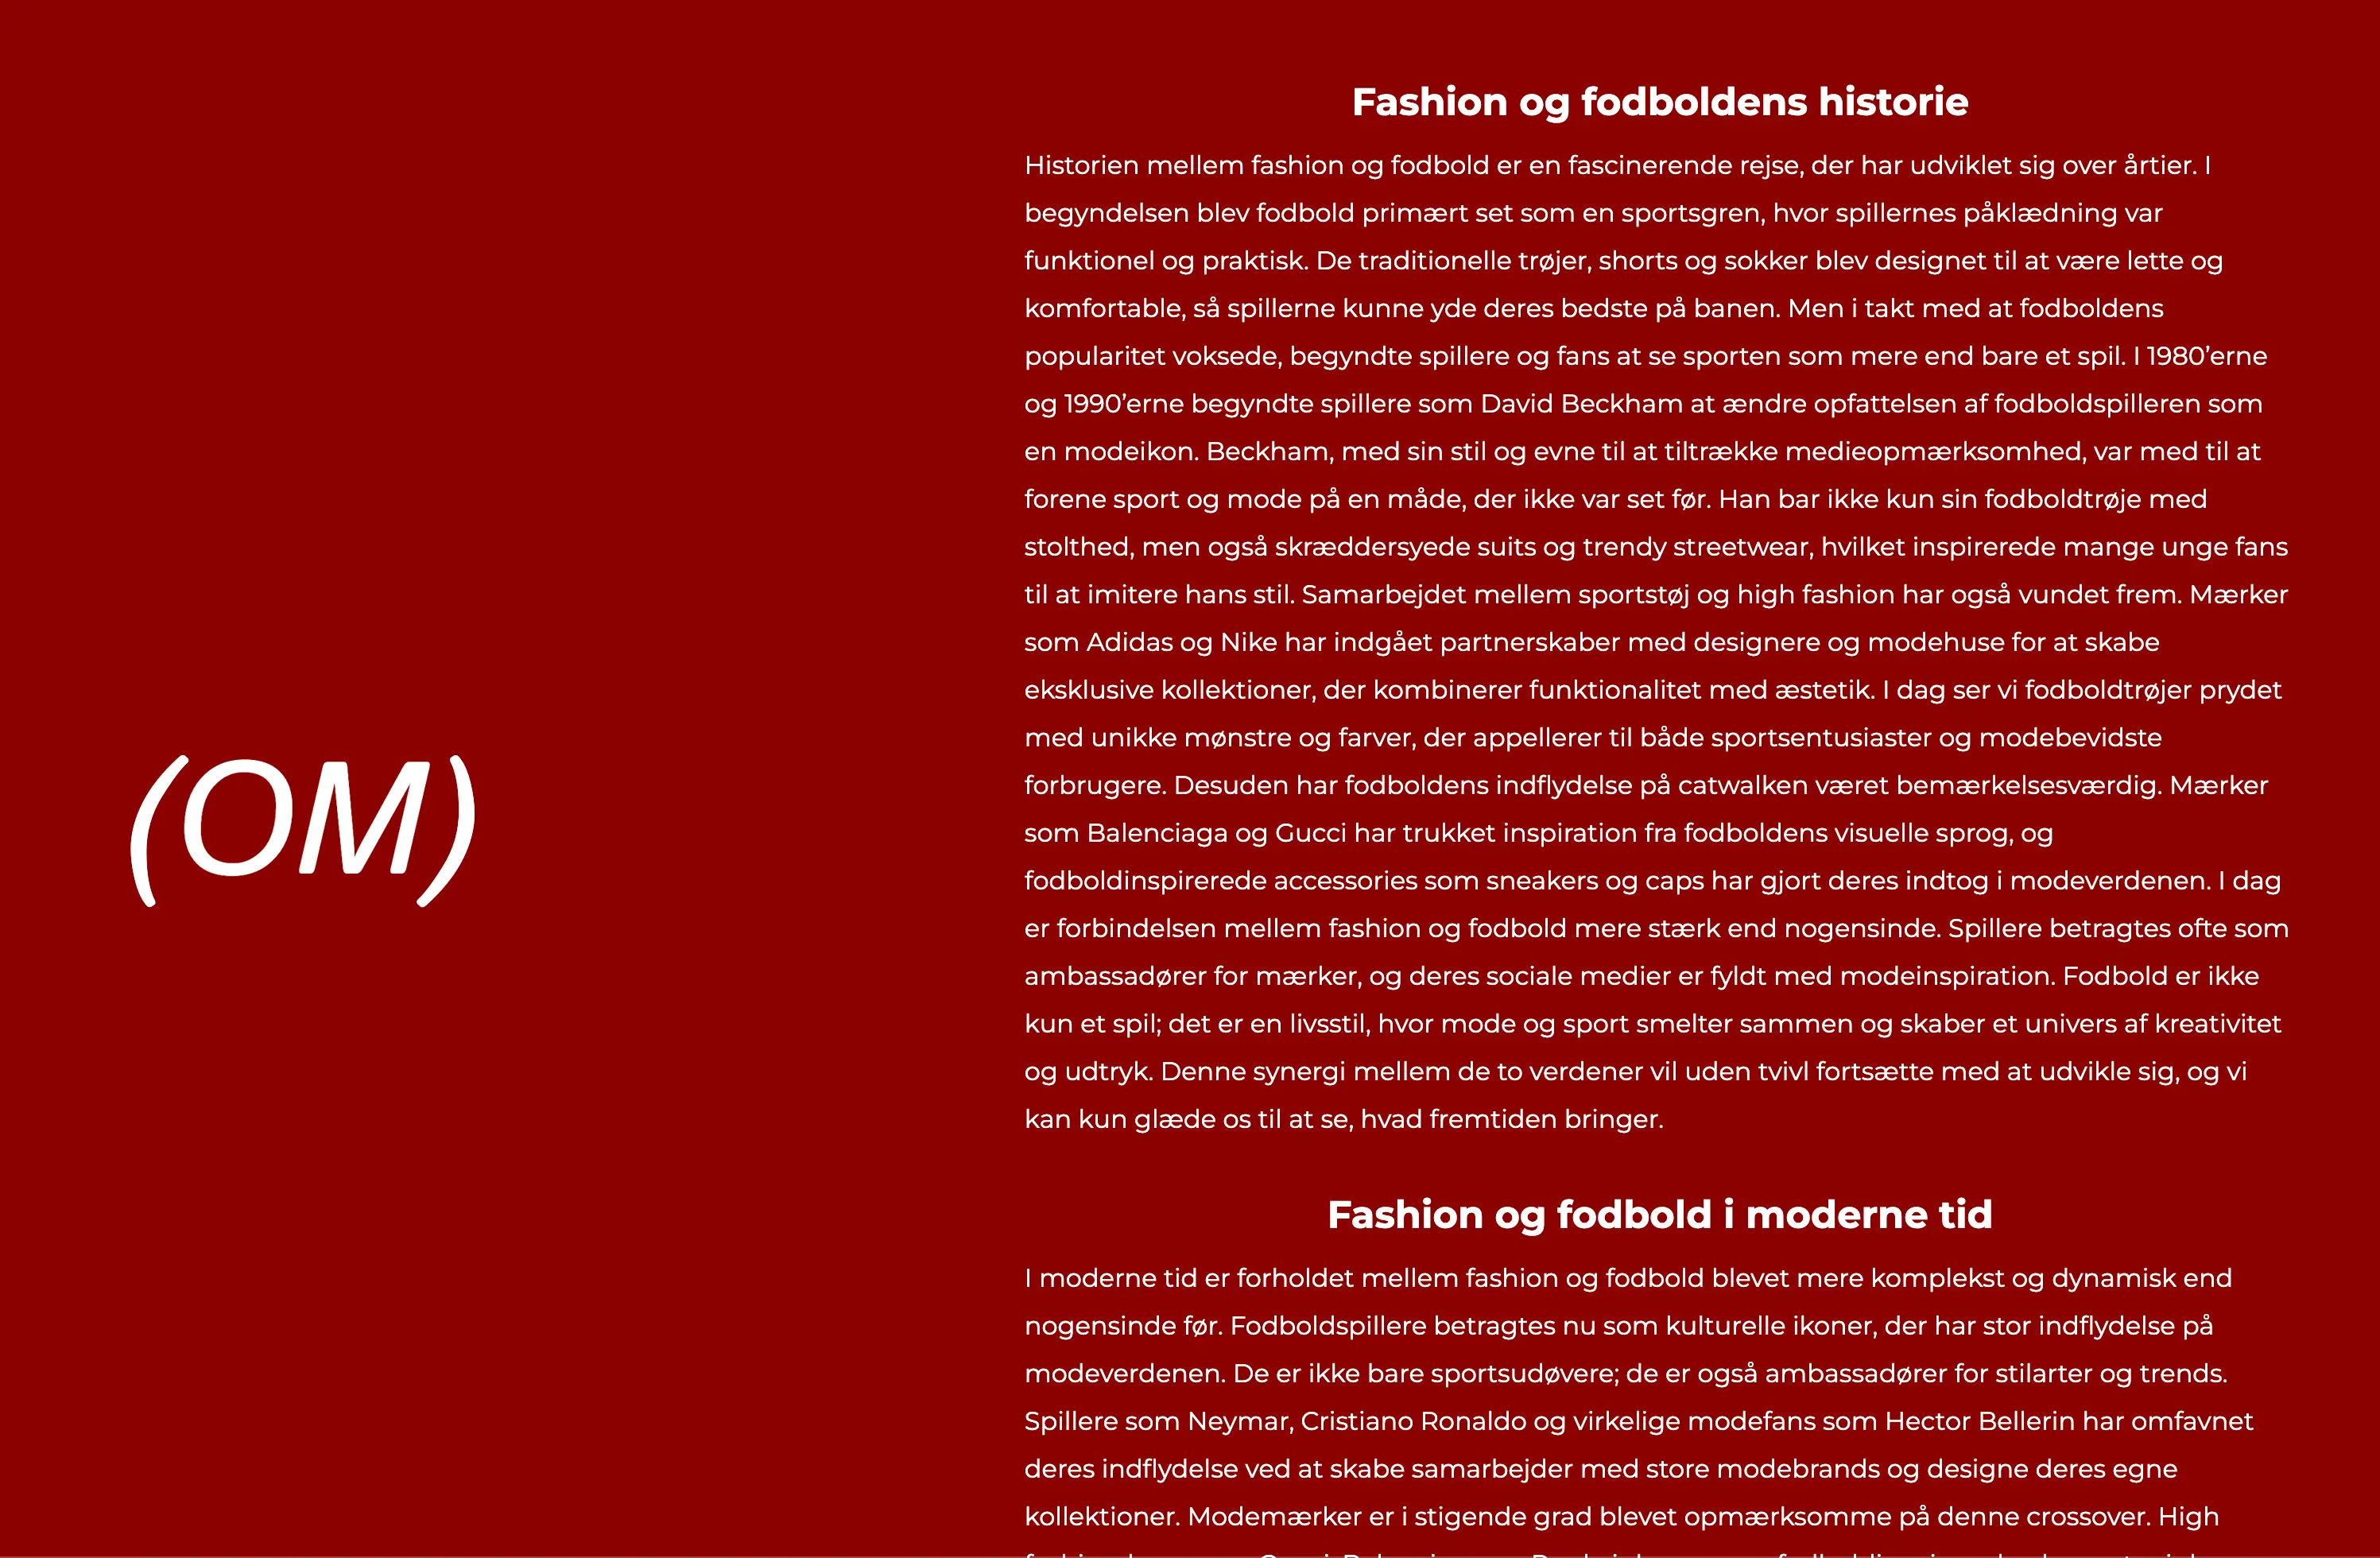 (OM)
Fashion og fodboldens historie
Historien mellem fashion og fodbold er en fascinerende rejse, der har udviklet sig over årtier. I
begyndelsen blev fodbold primært set som en sportsgren, hvor spillernes påklædning var
funktionel og praktisk. De traditionelle trøjer, shorts og sokker blev designet til at være lette og
komfortable, så spillerne kunne yde deres bedste på banen. Men i takt med at fodboldens
popularitet voksede, begyndte spillere og fans at se sporten som mere end bare et spil. I 1980’erne
og 1990’erne begyndte spillere som David Beckham at ændre opfattelsen af fodboldspilleren som
en modeikon. Beckham, med sin stil og evne til at tiltrække medieopmærksomhed, var med til at
forene sport og mode på en måde, der ikke var set før. Han bar ikke kun sin fodboldtrøje med
stolthed, men også skræddersyede suits og trendy streetwear, hvilket inspirerede mange unge fans
til at imitere hans stil. Samarbejdet mellem sportstøj og high fashion har også vundet frem. Mærker
som Adidas og Nike har indgået partnerskaber med designere og modehuse for at skabe
eksklusive kollektioner, der kombinerer funktionalitet med æstetik. I dag ser vi fodboldtrøjer prydet
med unikke mønstre og farver, der appellerer til både sportsentusiaster og modebevidste
forbrugere. Desuden har fodboldens indflydelse på catwalken været bemærkelsesværdig. Mærker
som Balenciaga og Gucci har trukket inspiration fra fodboldens visuelle sprog, og
fodboldinspirerede accessories som sneakers og caps har gjort deres indtog i modeverdenen. I dag
er forbindelsen mellem fashion og fodbold mere stærk end nogensinde. Spillere betragtes ofte som
ambassadører for mærker, og deres sociale medier er fyldt med modeinspiration. Fodbold er ikke
kun et spil; det er en livsstil, hvor mode og sport smelter sammen og skaber et univers af kreativitet
og udtryk. Denne synergi mellem de to verdener vil uden tvivl fortsætte med at udvikle sig, og vi
kan kun glæde os til at se, hvad fremtiden bringer.
Fashion og fodbold i moderne tid
I moderne tid er forholdet mellem fashion og fodbold blevet mere komplekst og dynamisk end
nogensinde før. Fodboldspillere betragtes nu som kulturelle ikoner, der har stor indflydelse på
modeverdenen. De er ikke bare sportsudøvere; de er også ambassadører for stilarter og trends.
Spillere som Neymar, Cristiano Ronaldo og virkelige modefans som Hector Bellerin har omfavnet
deres indflydelse ved at skabe samarbejder med store modebrands og designe deres egne
kollektioner. Modemærker er i stigende grad blevet opmærksomme på denne crossover. High